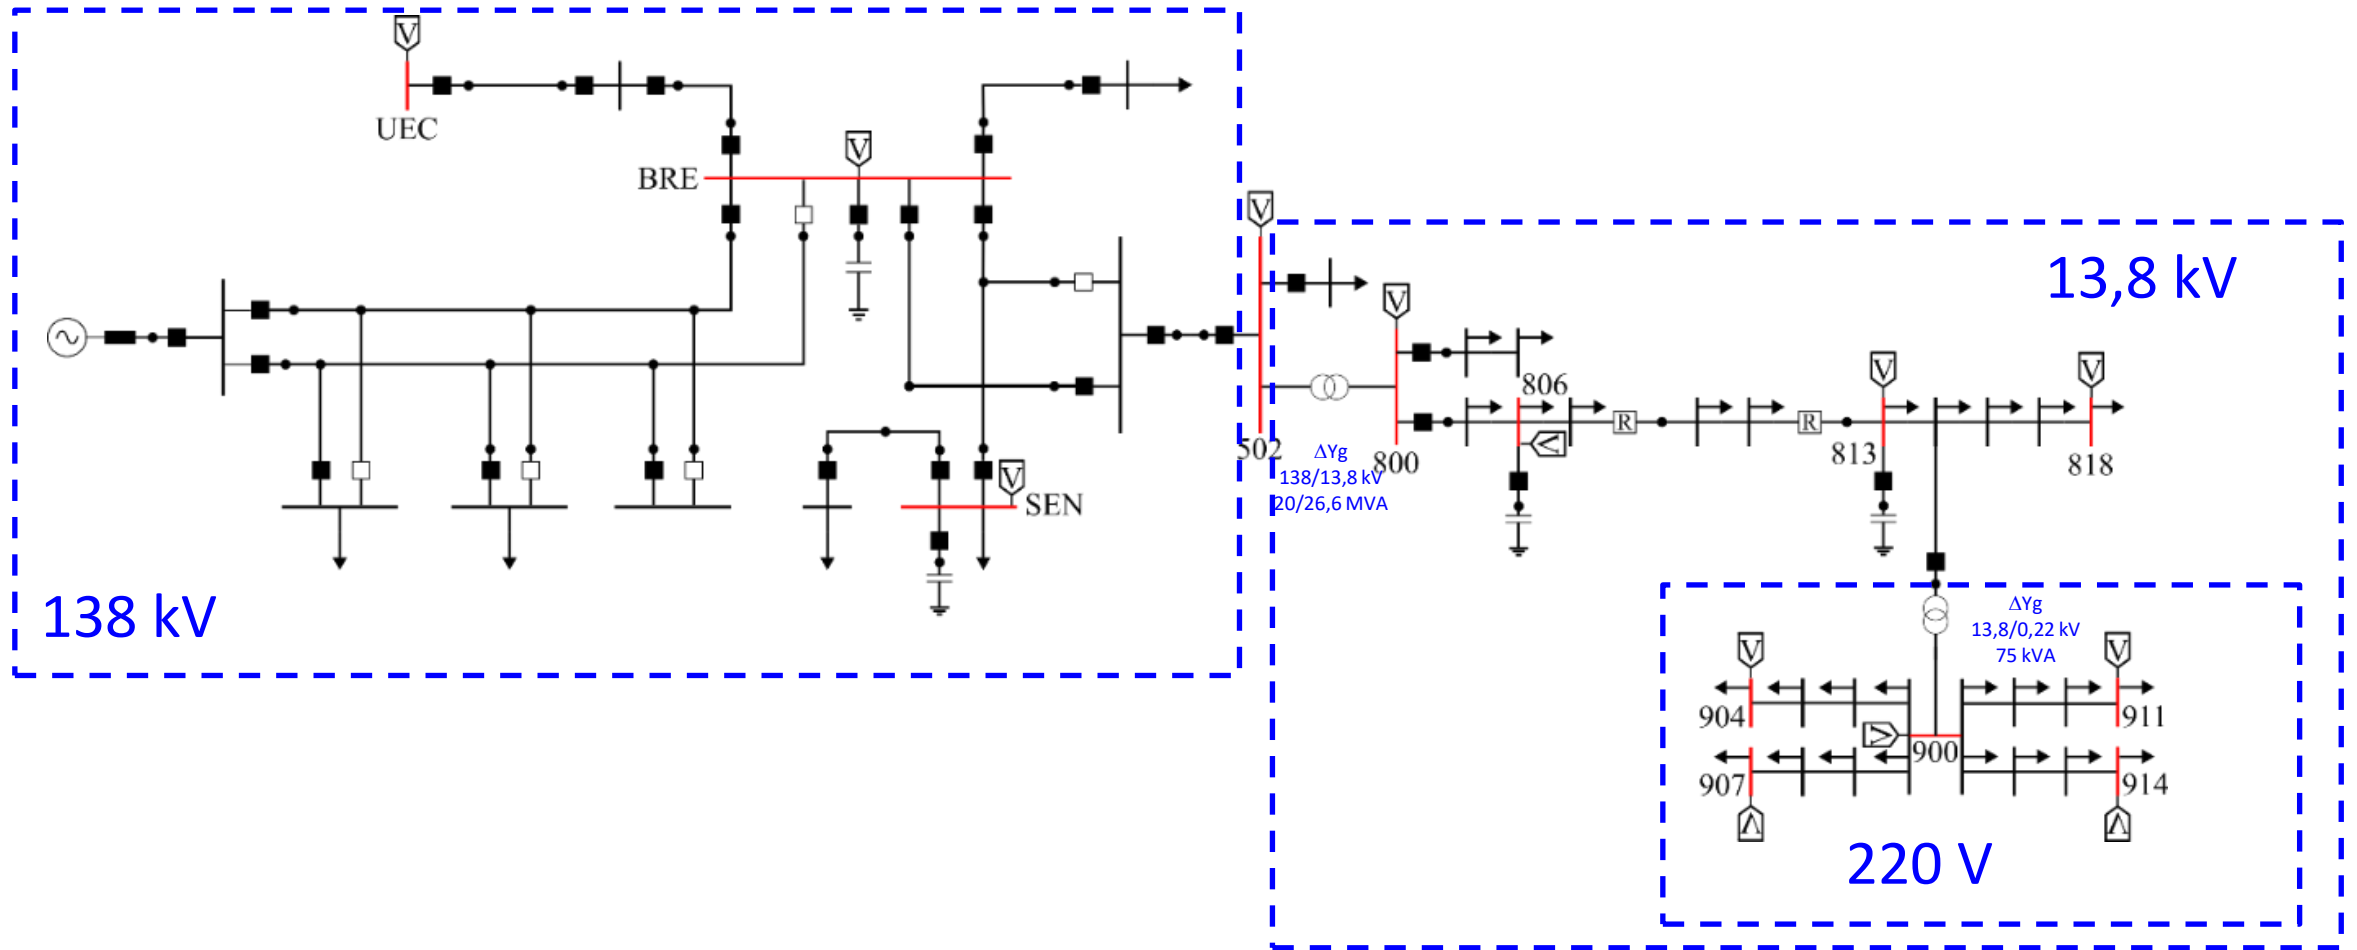 V
UEC
V
BRE
V
13,8 kV
V
V
V
806
502
ΔYg
138/13,8 kV
20/26,6 MVA
800
R
R
V
813
818
V
SEN
138 kV
ΔYg
13,8/0,22 kV
75 kVA
V
V
904
911
V
900
907
914
V
V
220 V